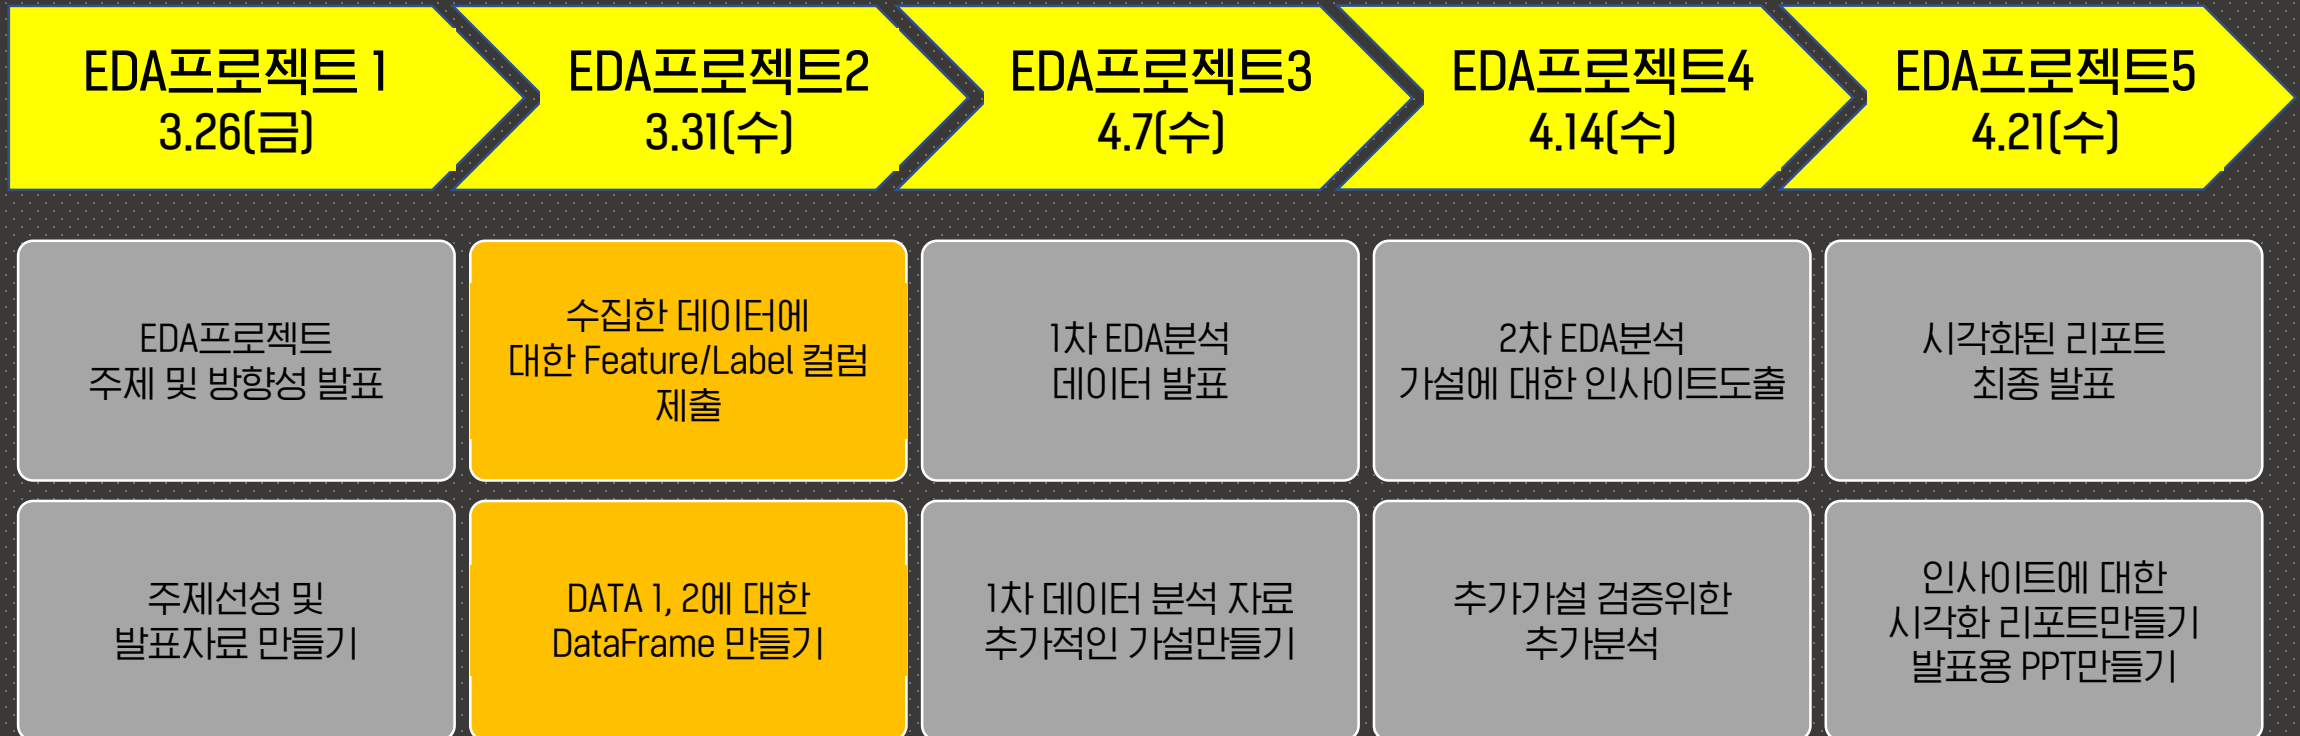 EDA프로젝트 1
3.26(금)
EDA프로젝트2
3.31(수)
EDA프로젝트3
4.7(수)
EDA프로젝트4
4.14(수)
EDA프로젝트5
4.21(수)
EDA프로젝트
주제 및 방향성 발표
수집한 데이터에
대한 Feature/Label 컬럼
제출
1차 EDA분석
데이터 발표
2차 EDA분석
가설에 대한 인사이트도출
시각화된 리포트
최종 발표
주제선성 및
발표자료 만들기
DATA 1, 2에 대한
DataFrame 만들기
1차 데이터 분석 자료
추가적인 가설만들기
추가가설 검증위한
추가분석
인사이트에 대한
시각화 리포트만들기
발표용 PPT만들기